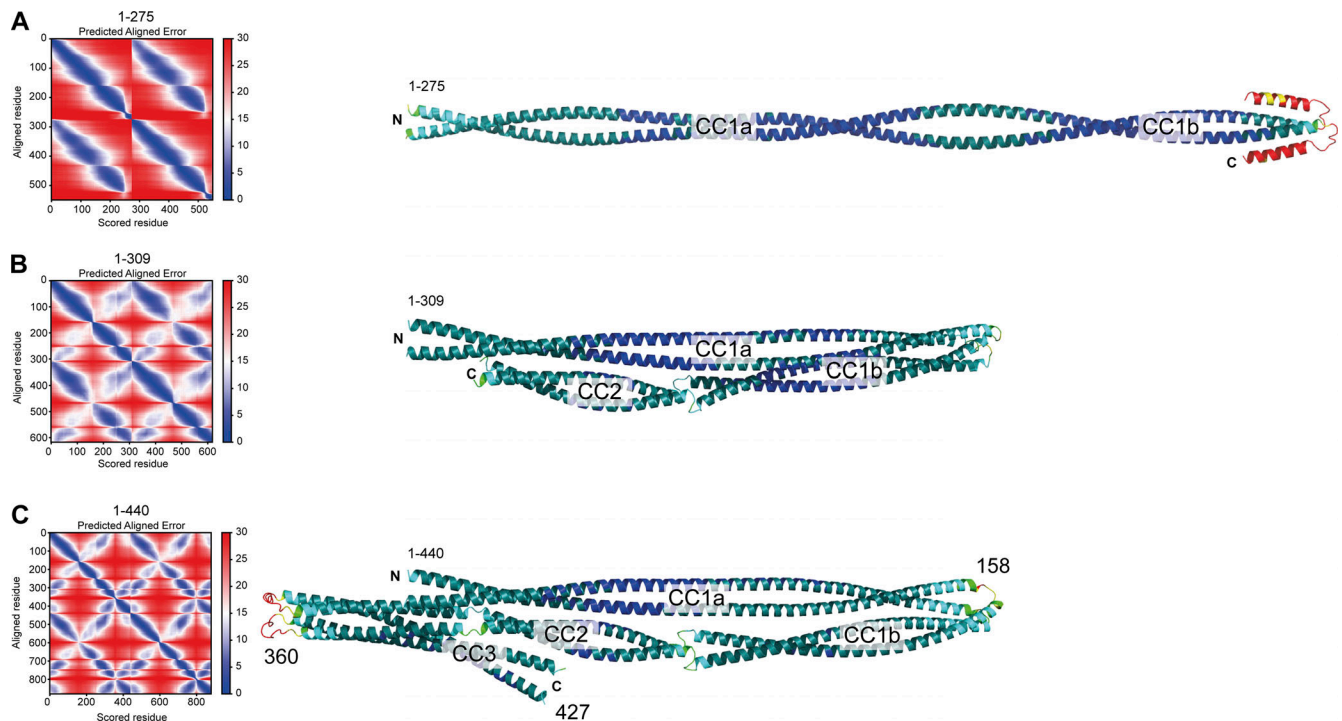 A
1-275
Predicted Aligned Error
0
100
200
300
400
500
Aligned residue
0 100 200 300 400 500
Scored residue
30
25
20
15
10
5
0
1-275
N
CC1a
CC1b
C
B
1-309
Predicted Aligned Error
0
100
200
300
400
500
600
Aligned residue
0 100 200 300 400 500 600
Scored residue
30
25
20
15
10
5
0
1-309
N
CC1a
CC1b
C
CC2
C
1-440
Predicted Aligned Error
0
100
200
300
400
500
600
700
800
Aligned residue
0 200 400 600 800
Scored residue
30
25
20
15
10
5
0
1-440
N
158
CC1a
CC2
CC1b
360
CC3
C
427